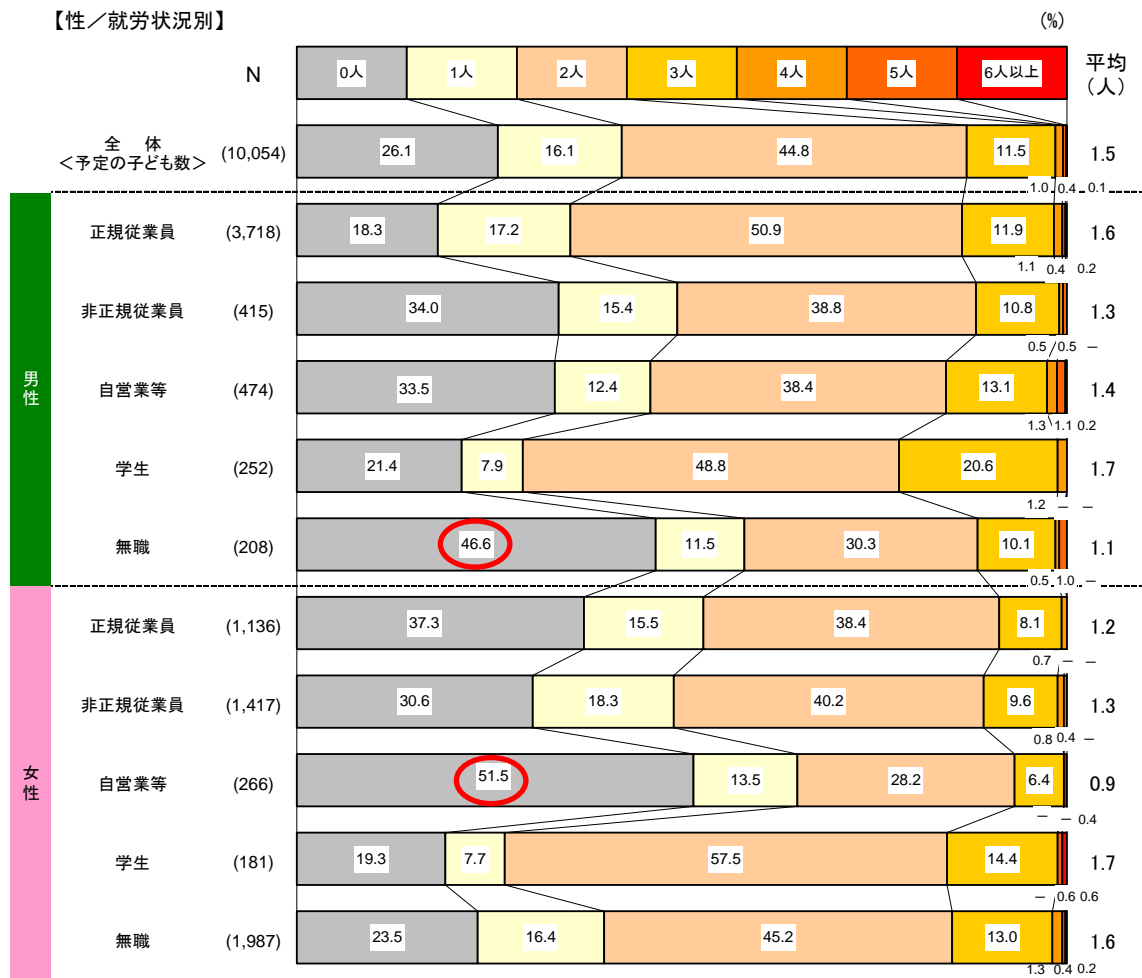 【性／就労状況別】 (%)
N 0人 1人 2人 3人 4人 5人 6人以上 平均
（人）
全　体
＜予定の子ども数＞ (10,054) 26.1 16.1 44.8 11.5 1.5
1.0 0.4 0.1
男性
正規従業員 (3,718) 18.3 17.2 50.9 11.9 1.6
1.1 0.4 0.2
非正規従業員 (415) 34.0 15.4 38.8 10.8 1.3
0.5 0.5 －
自営業等 (474) 33.5 12.4 38.4 13.1 1.4
1.3 1.1 0.2
学生 (252) 21.4 7.9 48.8 20.6 1.7
1.2 － －
無職 (208) 46.6 11.5 30.3 10.1 1.1
0.5 1.0 －
女性
正規従業員 (1,136) 37.3 15.5 38.4 8.1 1.2
0.7 － －
非正規従業員 (1,417) 30.6 18.3 40.2 9.6 1.3
0.8 0.4 －
自営業等 (266) 51.5 13.5 28.2 6.4 0.9
－ － 0.4
学生 (181) 19.3 7.7 57.5 14.4 1.7
－ 0.6 0.6
無職 (1,987) 23.5 16.4 45.2 13.0 1.6
1.3 0.4 0.2